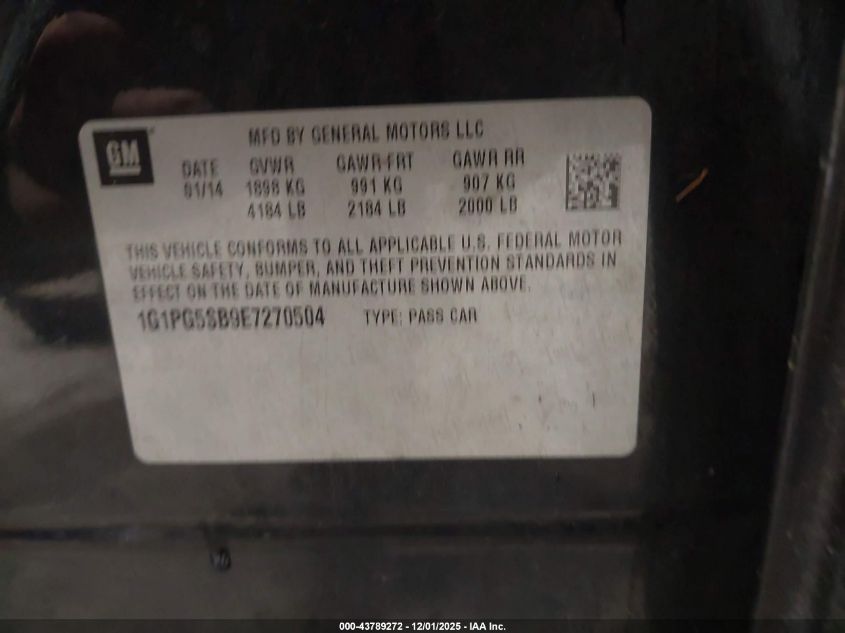 MFD BY GENERAL MOTORS LLC
GM
DATE GVWR GAWR FRT GAWR RR
01/14 1898 KG 991 KG 907 KG
4184 LB 2184 LB 2000 LB
THIS VEHICLE CONFORMS TO ALL APPLICABLE U.S. FEDERAL MOTOR
VEHICLE SAFETY, BUMPER, AND THEFT PREVENTION STANDARDS IN
EFFECT ON THE DATE OF MANUFACTURE SHOWN ABOVE.
1G1PG5SB9E7270504 TYPE: PASS CAR
000-43789272 - 12/01/2025 - IAA Inc.